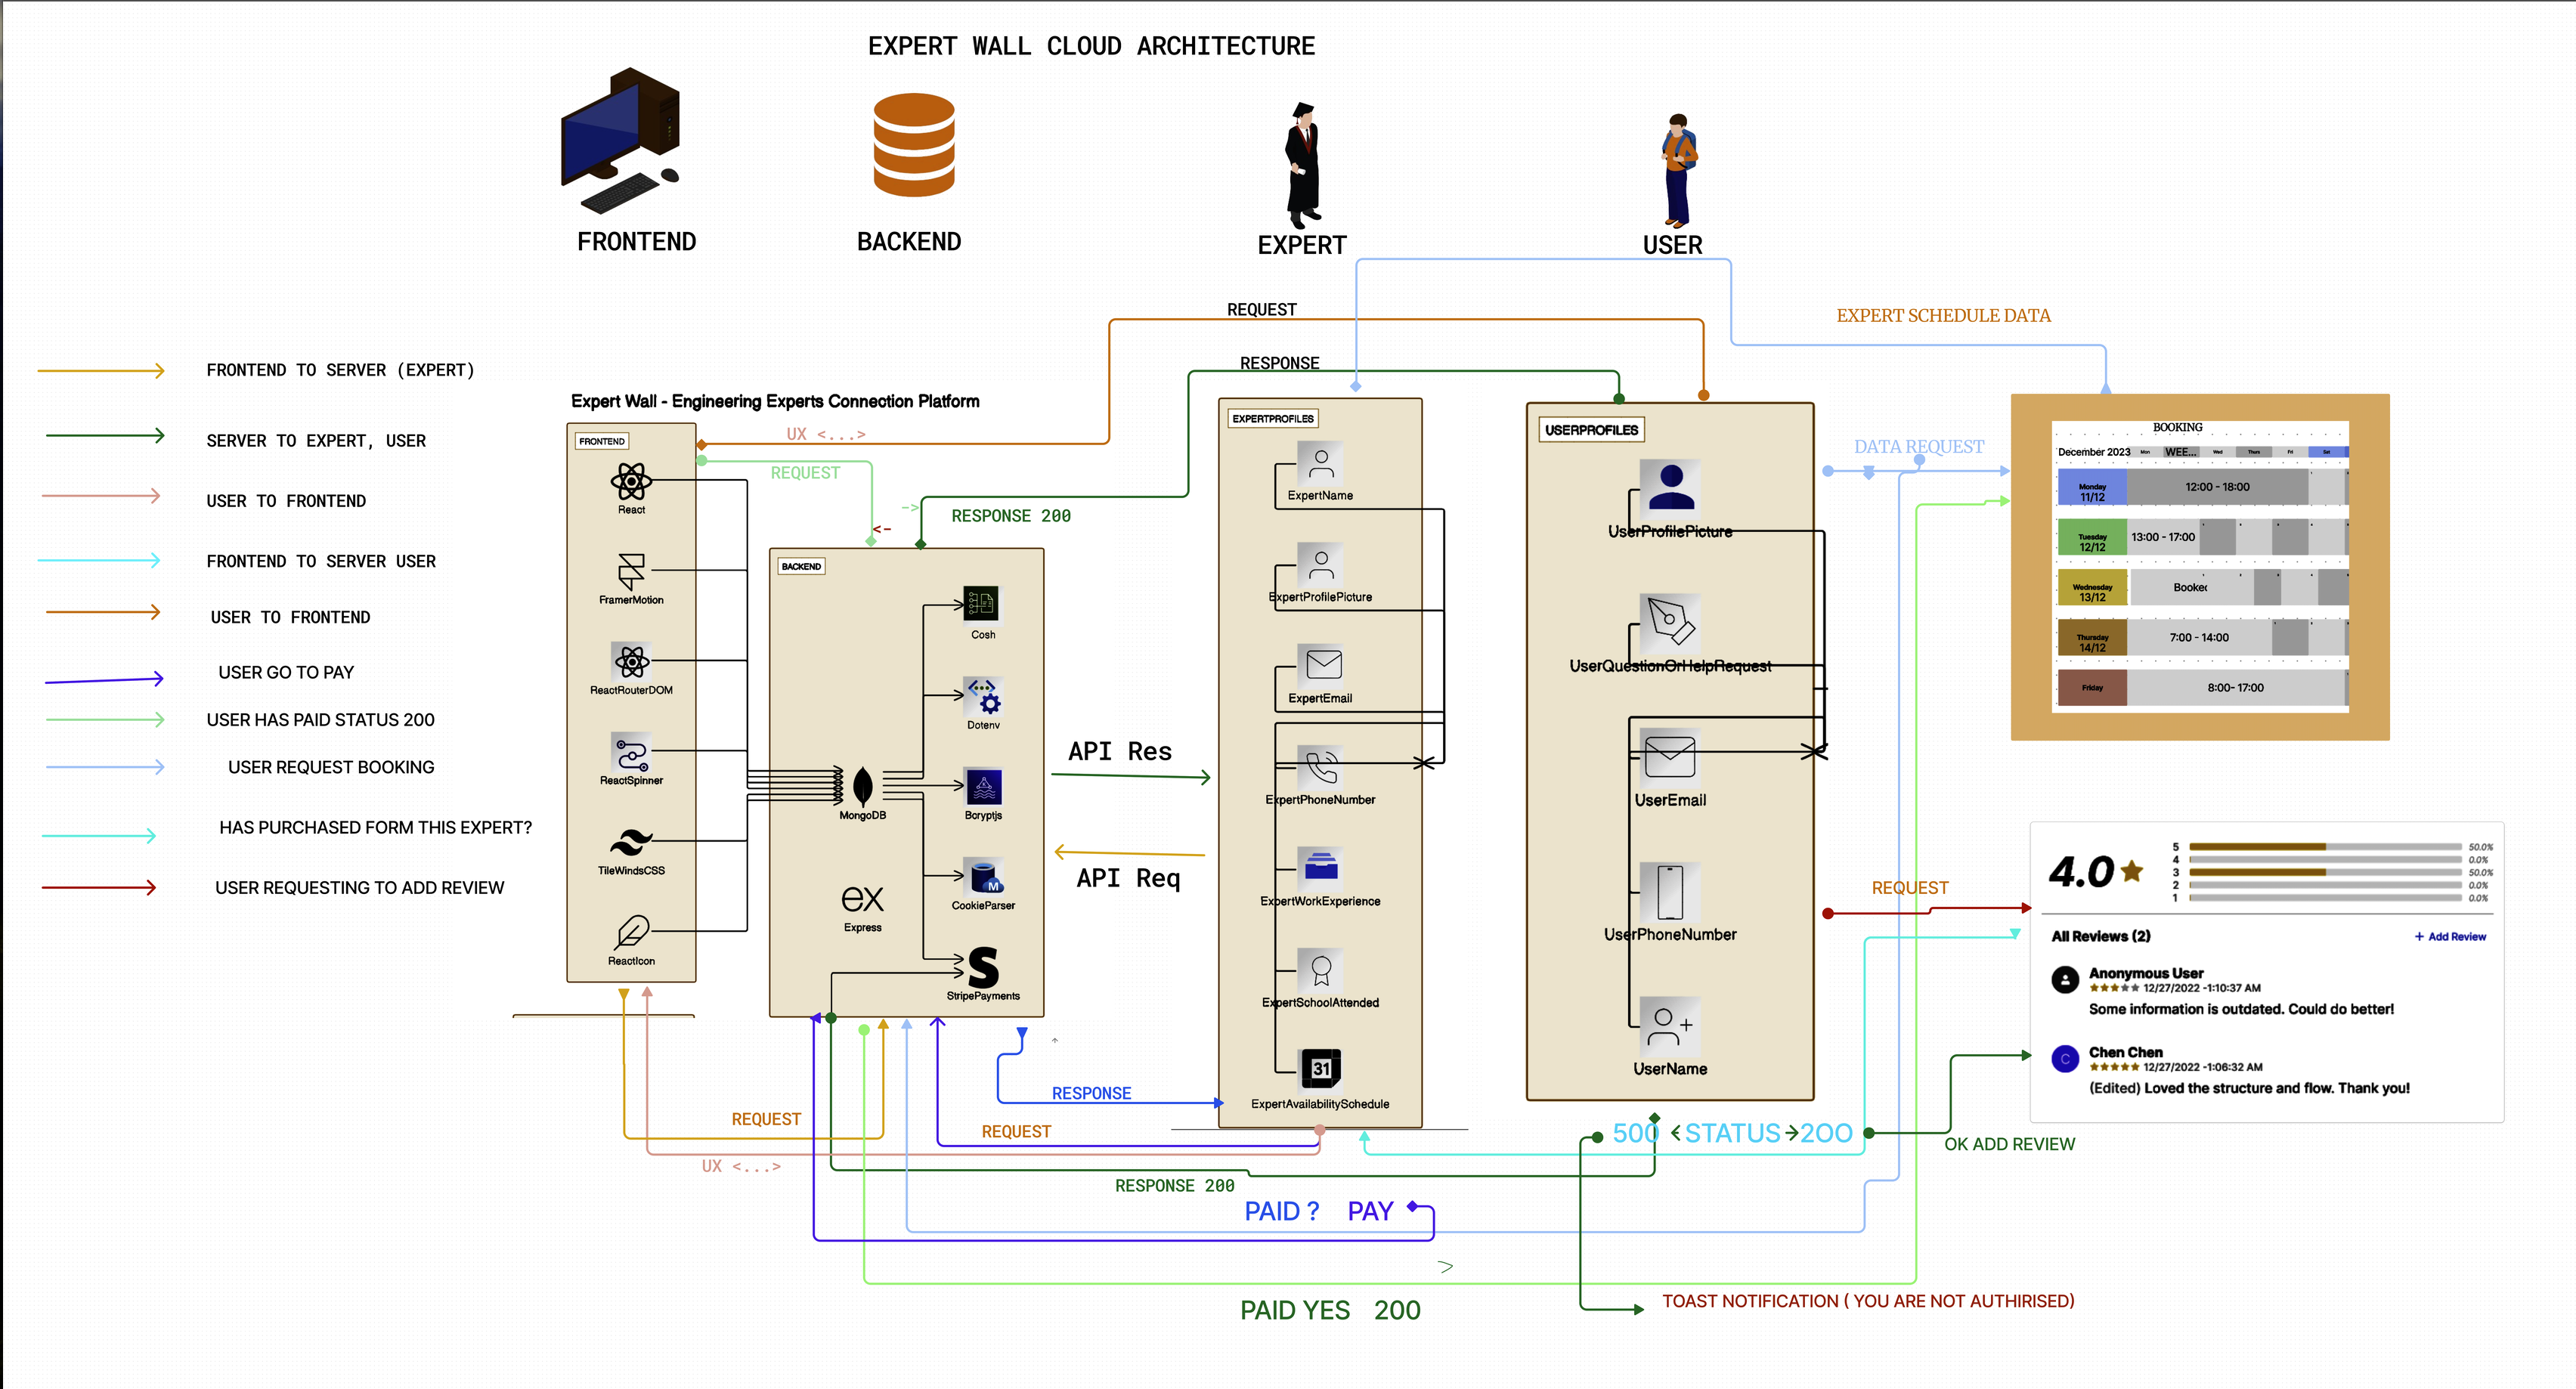 EXPERT WALL CLOUD ARCHITECTURE
FRONTEND
BACKEND
EXPERT
USER
REQUEST
EXPERT SCHEDULE DATA
RESPONSE
FRONTEND TO SERVER (EXPERT)
SERVER TO EXPERT, USER
USER TO FRONTEND
FRONTEND TO SERVER USER
USER TO FRONTEND
USER GO TO PAY
USER HAS PAID STATUS 200
USER REQUEST BOOKING
HAS PURCHASED FORM THIS EXPERT?
USER REQUESTING TO ADD REVIEW
Expert Wall - Engineering Experts Connection Platform
FRONTEND
React
FramerMotion
ReactRouterDOM
ReactSpinner
TileWindsCSS
ReactIcon
UX <...>
REQUEST
->
<-
RESPONSE 200
BACKEND
Cosh
Dotenv
MongoDB
Bcryptjs
CookieParser
ex
Express
StripePayments
API Res
API Req
EXPERTPROFILES
ExpertName
ExpertProfilePicture
ExpertEmail
ExpertPhoneNumber
ExpertWorkExperience
ExpertSchoolAttended
31
ExpertAvailabilitySchedule
USERPROFILES
UserProfilePicture
UserQuestionOrHelpRequest
UserEmail
UserPhoneNumber
UserName
DATA REQUEST
BOOKING
December 2023 Mon WEE... Wed Thurs Fri Sat
Monday
11/12
12:00 - 18:00
Tuesday
12/12
13:00 - 17:00
Wednesday
13/12
Booked
Thursday
14/12
7:00 - 14:00
Friday
8:00- 17:00
REQUEST
4.0
5 50.0%
4 0.0%
3 50.0%
2 0.0%
1 0.0%
All Reviews (2)
+ Add Review
Anonymous User
12/27/2022 -1:10:37 AM
Some information is outdated. Could do better!
C
Chen Chen
12/27/2022 -1:06:32 AM
(Edited) Loved the structure and flow. Thank you!
RESPONSE
REQUEST
REQUEST
UX <...>
RESPONSE 200
500 <STATUS>200
OK ADD REVIEW
PAID ? PAY
>
PAID YES 200
TOAST NOTIFICATION ( YOU ARE NOT AUTHIRISED)